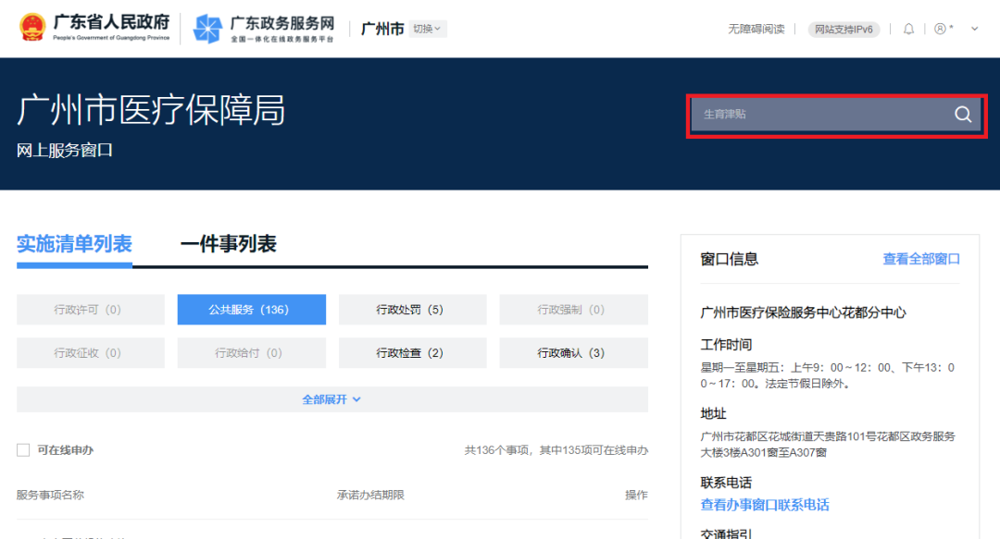 广东省人民政府
People's Government of Guangdong Province
广东政务服务网
全国一体化在线政务服务平台
广州市 切换
无障碍阅读 网站支持IPv6
广州市医疗保障局
网上服务窗口
生育津贴
实施清单列表 一件事列表
行政许可（0） 公共服务（136） 行政处罚（5） 行政强制（0）
行政征收（0） 行政给付（0） 行政检查（2） 行政确认（3）
全部展开
可在线申办 共136个事项，其中135项可在线申办
服务事项名称 承诺办结期限 操作
窗口信息 查看全部窗口
广州市医疗保险服务中心花都分中心
工作时间
星期一至星期五：上午9：00～12：00、下午13：0
0～17：00。法定节假日除外。
地址
广州市花都区花城街道天贵路101号花都区政务服务
大楼3楼A301窗至A307窗
联系电话
查看办事窗口联系电话
交通指引